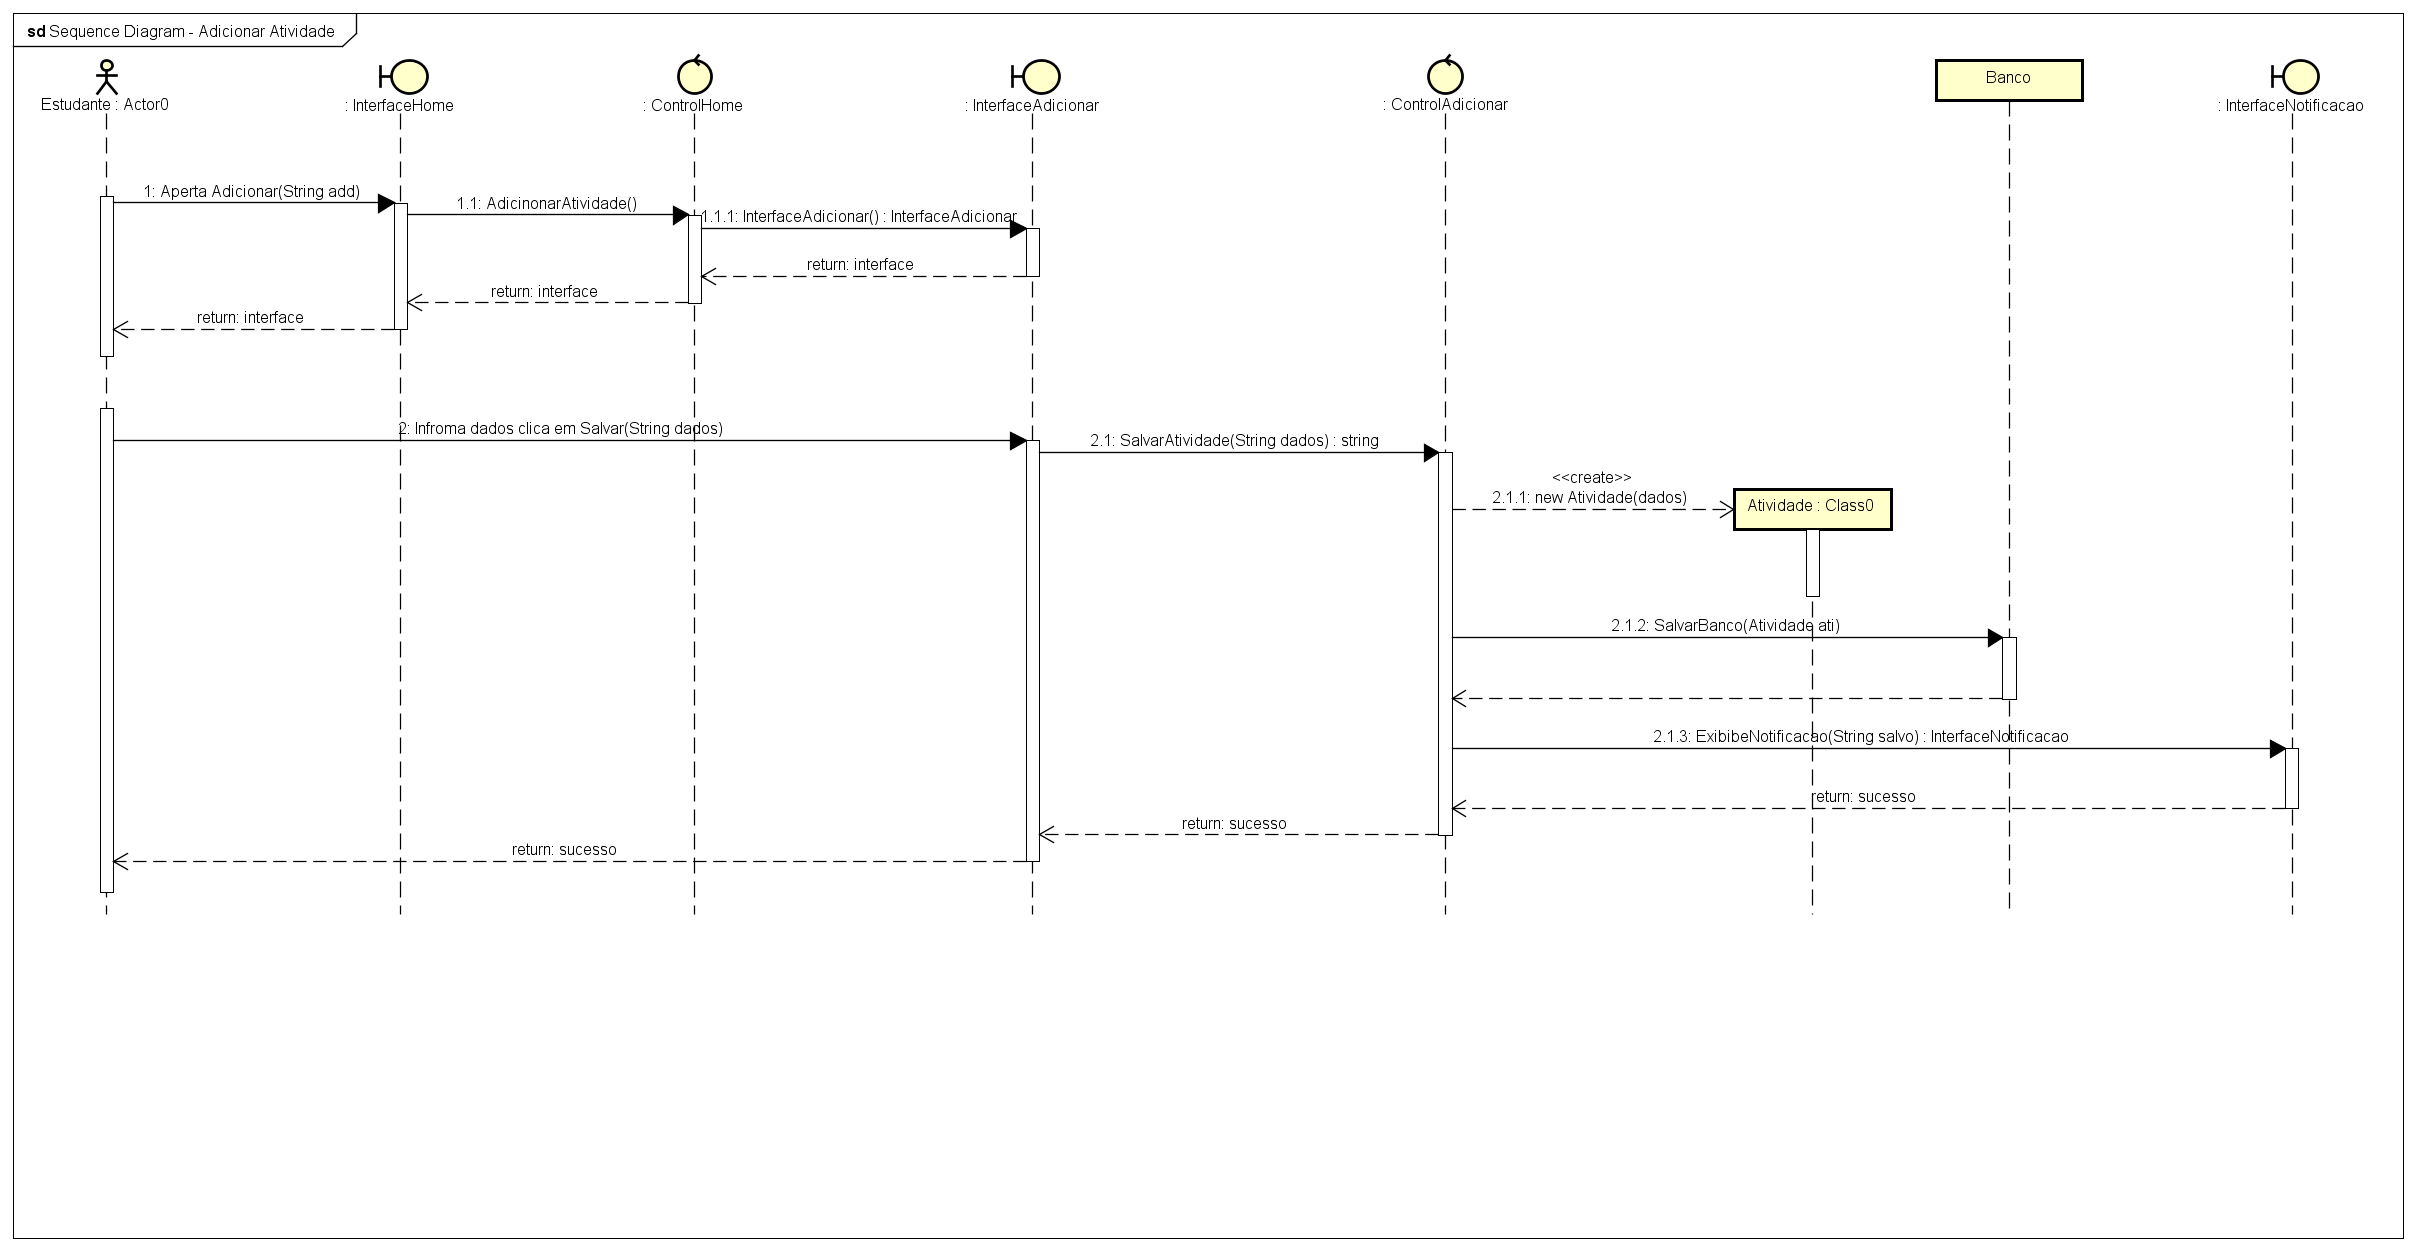 sd Sequence Diagram - Adicionar Atividade
Estudante : Actor0
: InterfaceHome
: ControlHome
: InterfaceAdicionar
: ControlAdicionar
Banco
: InterfaceNotificacao
1: Aperta Adicionar(String add)
1.1: AdicinonarAtividade()
1.1.1: InterfaceAdicionar() : InterfaceAdicionar
return: interface
return: interface
return: interface
2: Infroma dados clica em Salvar(String dados)
2.1: SalvarAtividade(String dados) : string
<<create>>
2.1.1: new Atividade(dados)
Atividade : Class0
2.1.2: SalvarBanco(Atividade ati)
2.1.3: ExibibeNotificacao(String salvo) : InterfaceNotificacao
return: sucesso
return: sucesso
return: sucesso